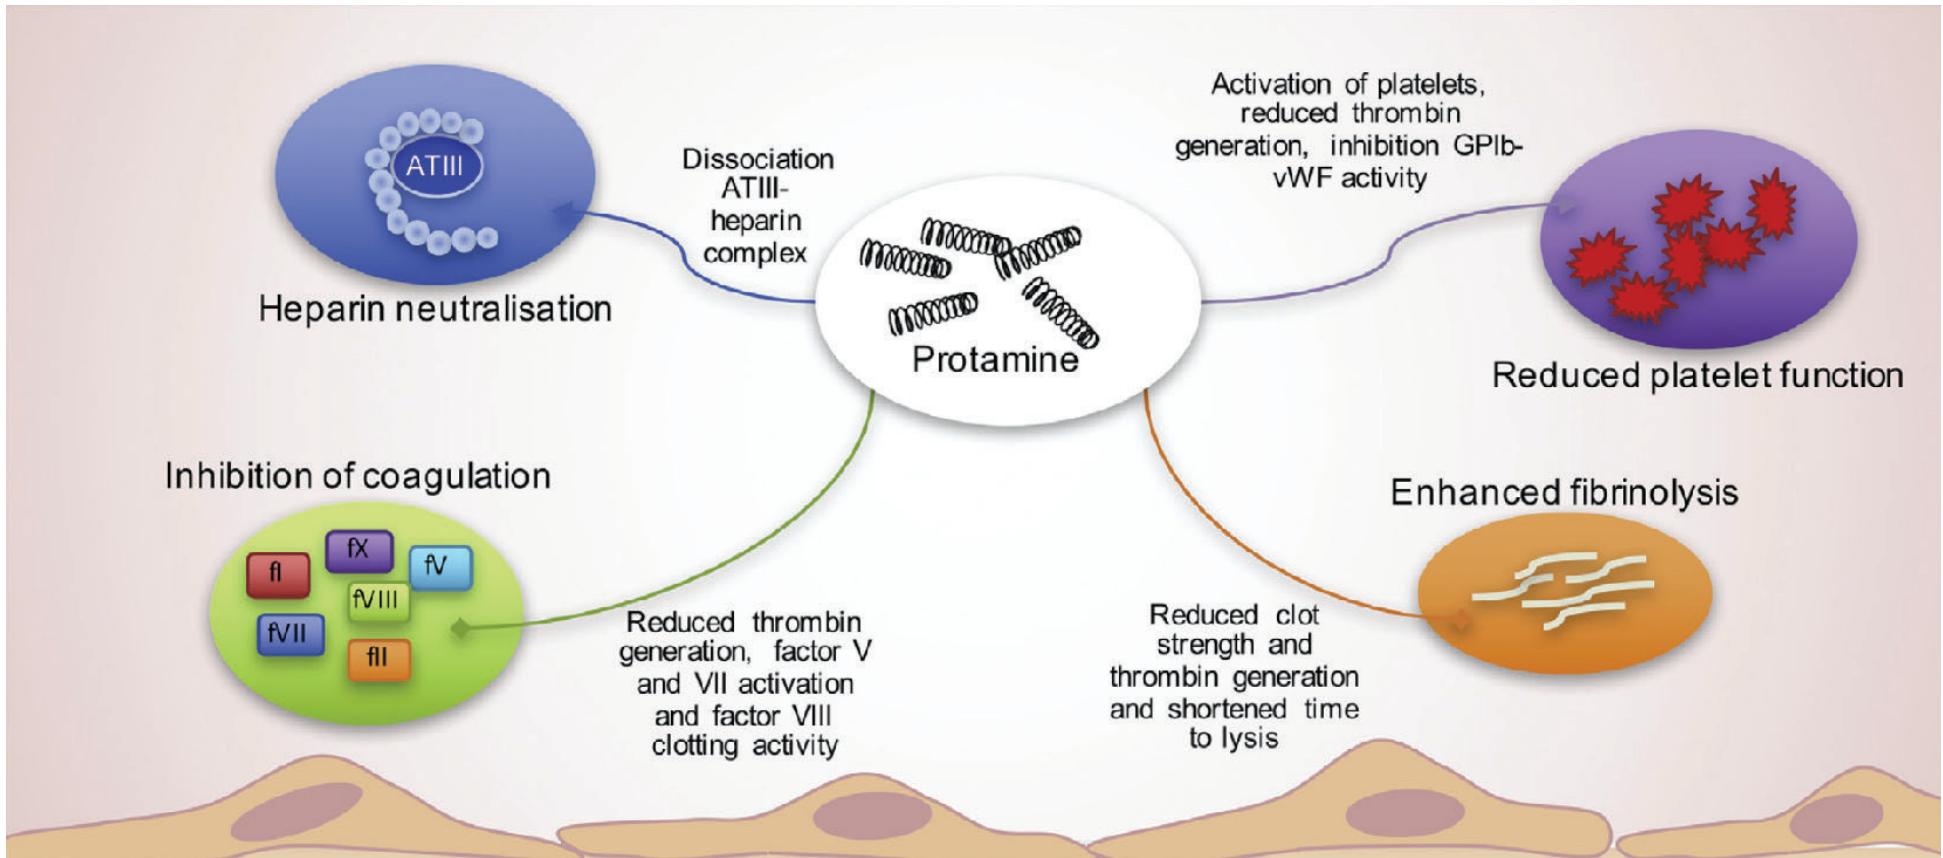 ATIII
Heparin neutralisation
Dissociation
ATIII-
heparin
complex
Protamine
Activation of platelets,
reduced thrombin
generation, inhibition GPIb-
vWF activity
Reduced platelet function
Inhibition of coagulation
fI
fX
fV
fVIII
fVII
fII
Reduced thrombin
generation, factor V
and VII activation
and factor VIII
clotting activity
Enhanced fibrinolysis
Reduced clot
strength and
thrombin generation
and shortened time
to lysis